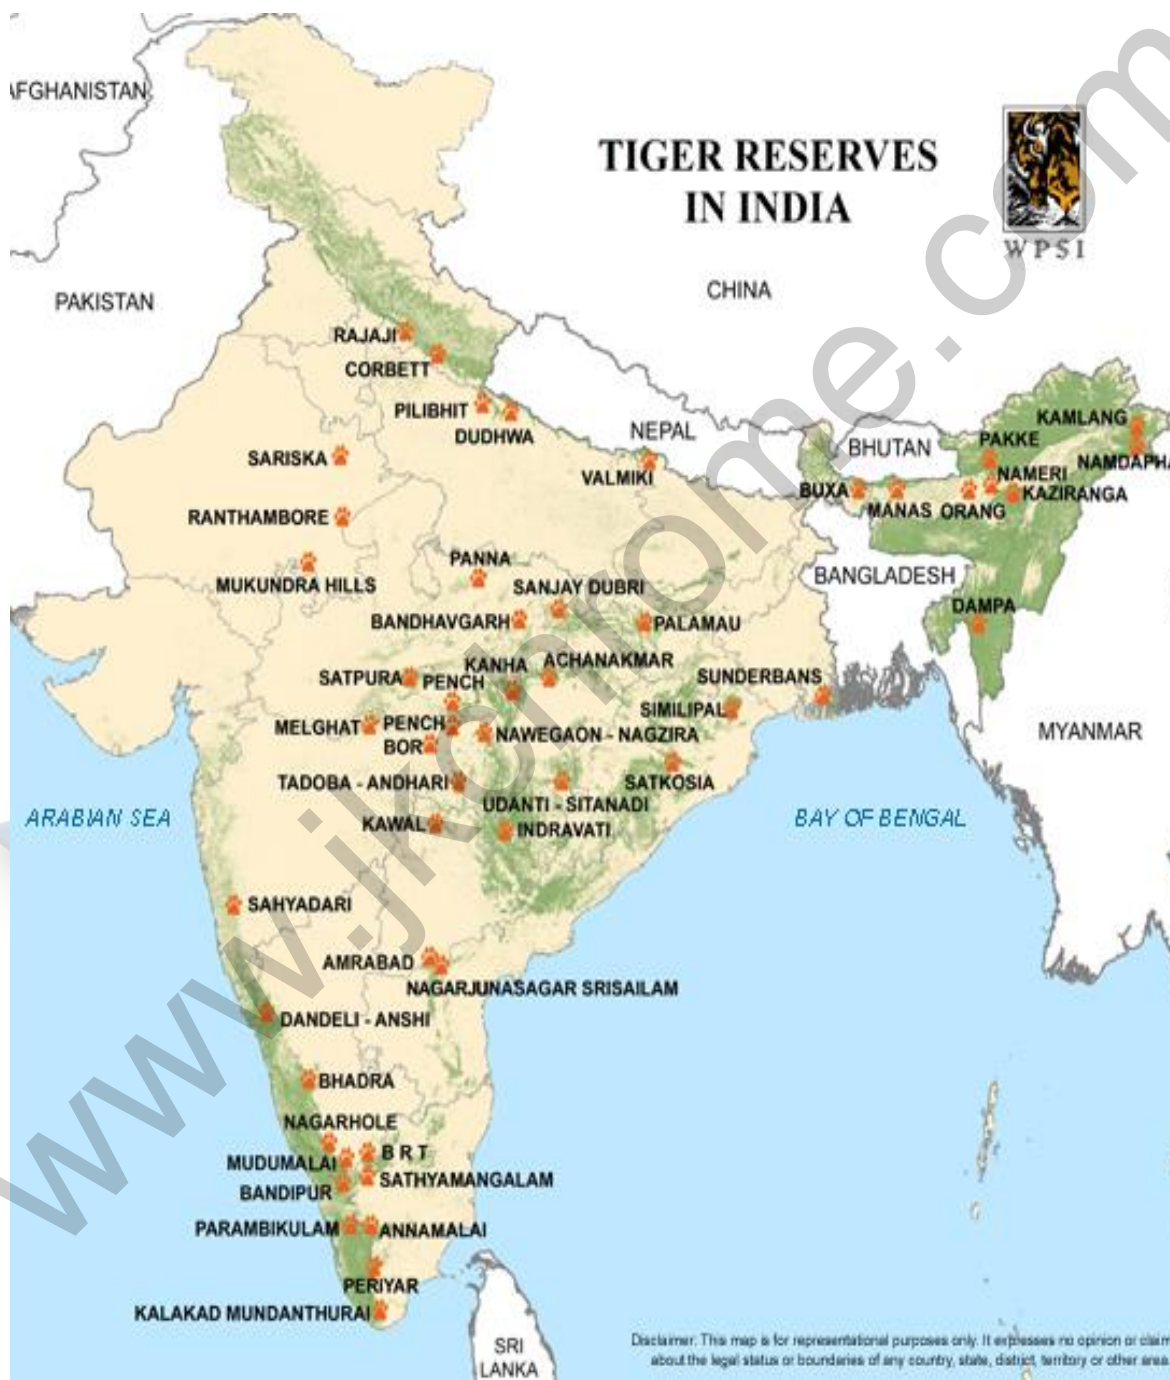 AFGHANISTAN
TIGER RESERVES
IN INDIA
WPSI
CHINA
PAKISTAN
RAJAJI
CORBETT
PILIBHIT
DUDHWA
NEPAL
VALMIKI
BHUTAN
KAMLANG
PAKKE
NAMDAPHA
NAMERI
BUXA
KAZIRANGA
MANAS
ORANG
SARISKA
RANTHAMBORE
MUKUNDRA HILLS
PANNA
SANJAY DUBRI
BANGLADESH
DAMPA
BANDHAVGARH
PALAMAU
KANHA
ACHANAKMAR
SATPURA
PENCH
SUNDERBANS
SIMILIPAL
MELGHAT
PENCH
NAWEGAON - NAGZIRA
BOR
MYANMAR
TADOBA - ANDHARI
SATKOSIA
UDANTI - SITANADI
KAWAL
INDRAVATI
ARABIAN SEA
BAY OF BENGAL
SAHYADARI
AMRABAD
NAGARJUNASAGAR SRISAILAM
DANDELI - ANSHI
BHADRA
NAGARHOLE
B R T
MUDUMALAI
SATHYAMANGALAM
BANDIPUR
PARAMBIKULAM
ANNAMALAI
PERIYAR
KALAKAD MUNDANTHURAI
SRI
LANKA
Disclaimer: This map is for representational purposes only. It expresses no opinion or claim
about the legal status or boundaries of any country, state, district, territory or other area.
www.jkchrome.com